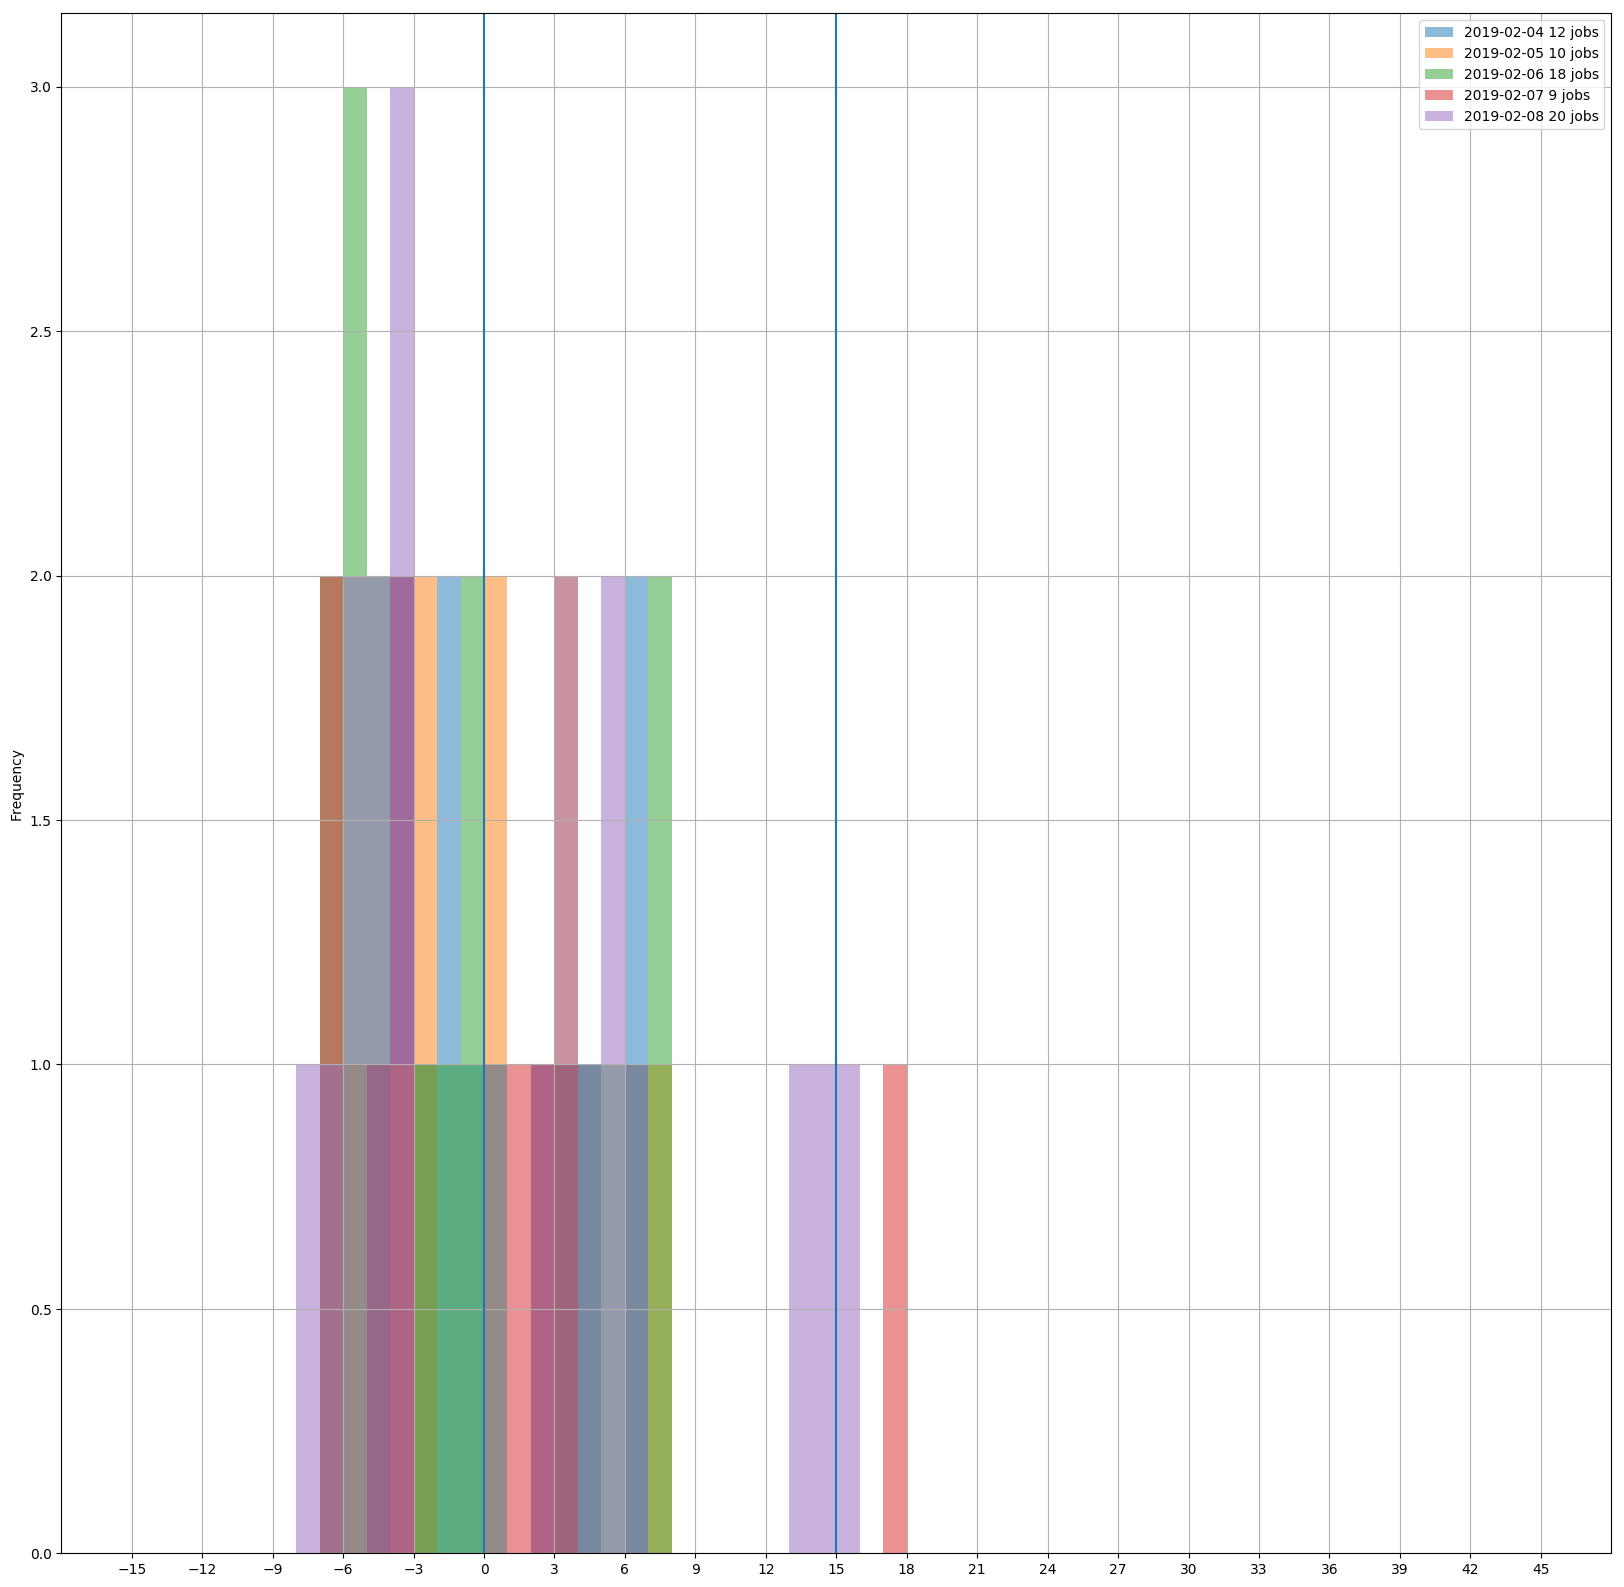 2019-02-04 12 jobs
2019-02-05 10 jobs
2019-02-06 18 jobs
2019-02-07 9 jobs
2019-02-08 20 jobs
3.0
2.5
2.0
1.5
1.0
0.5
0.0
Frequency
−15 −12 −9 −6 −3 0 3 6 9 12 15 18 21 24 27 30 33 36 39 42 45